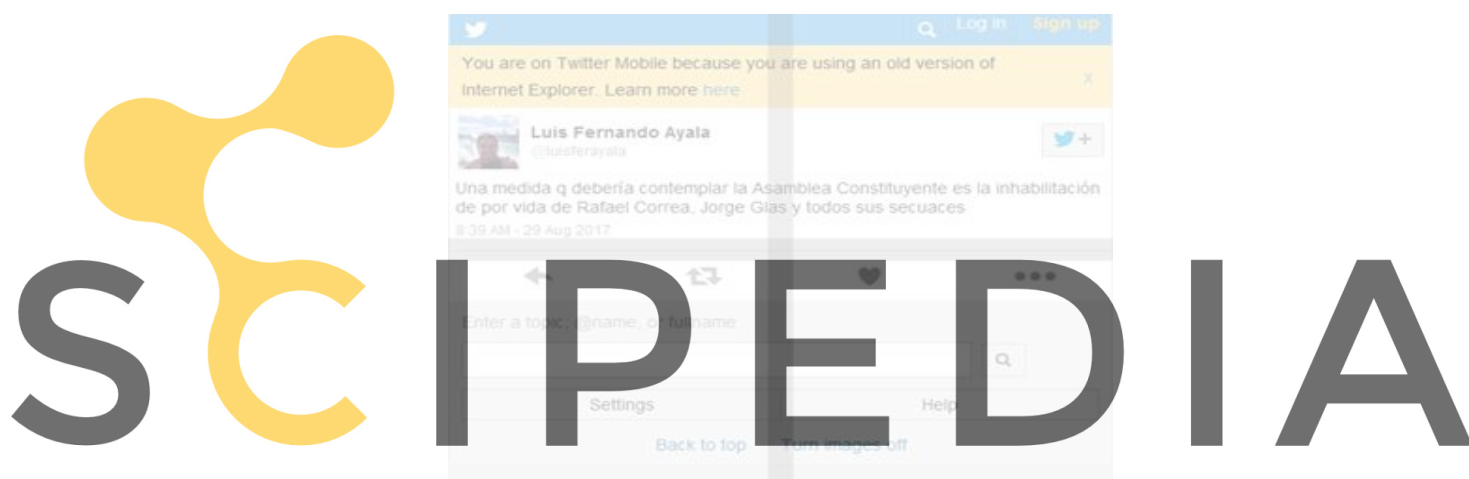 Log in Sign up
You are on Twitter Mobile because you are using an old version of
Internet Explorer. Learn more here
x
Luis Fernando Ayala
@luisferayala
+
Una medida q debería contemplar la Asamblea Constituyente es la inhabilitación
de por vida de Rafael Correa, Jorge Glas y todos sus secuaces
8:39 AM - 29 Aug 2017
SCIPEDIA
Enter a topic, @name, or fullname
Settings Help
Back to top Turn images off